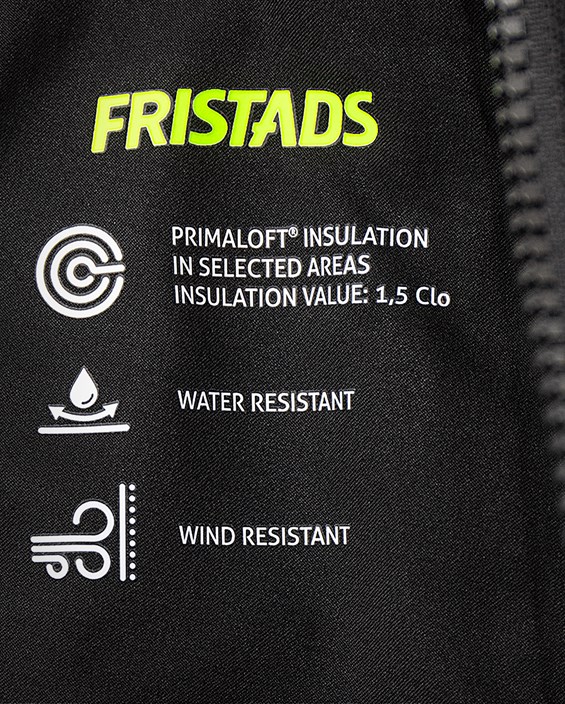 FRISTADS
PRIMALOFT® INSULATION
IN SELECTED AREAS
INSULATION VALUE: 1,5 Clo
WATER RESISTANT
WIND RESISTANT